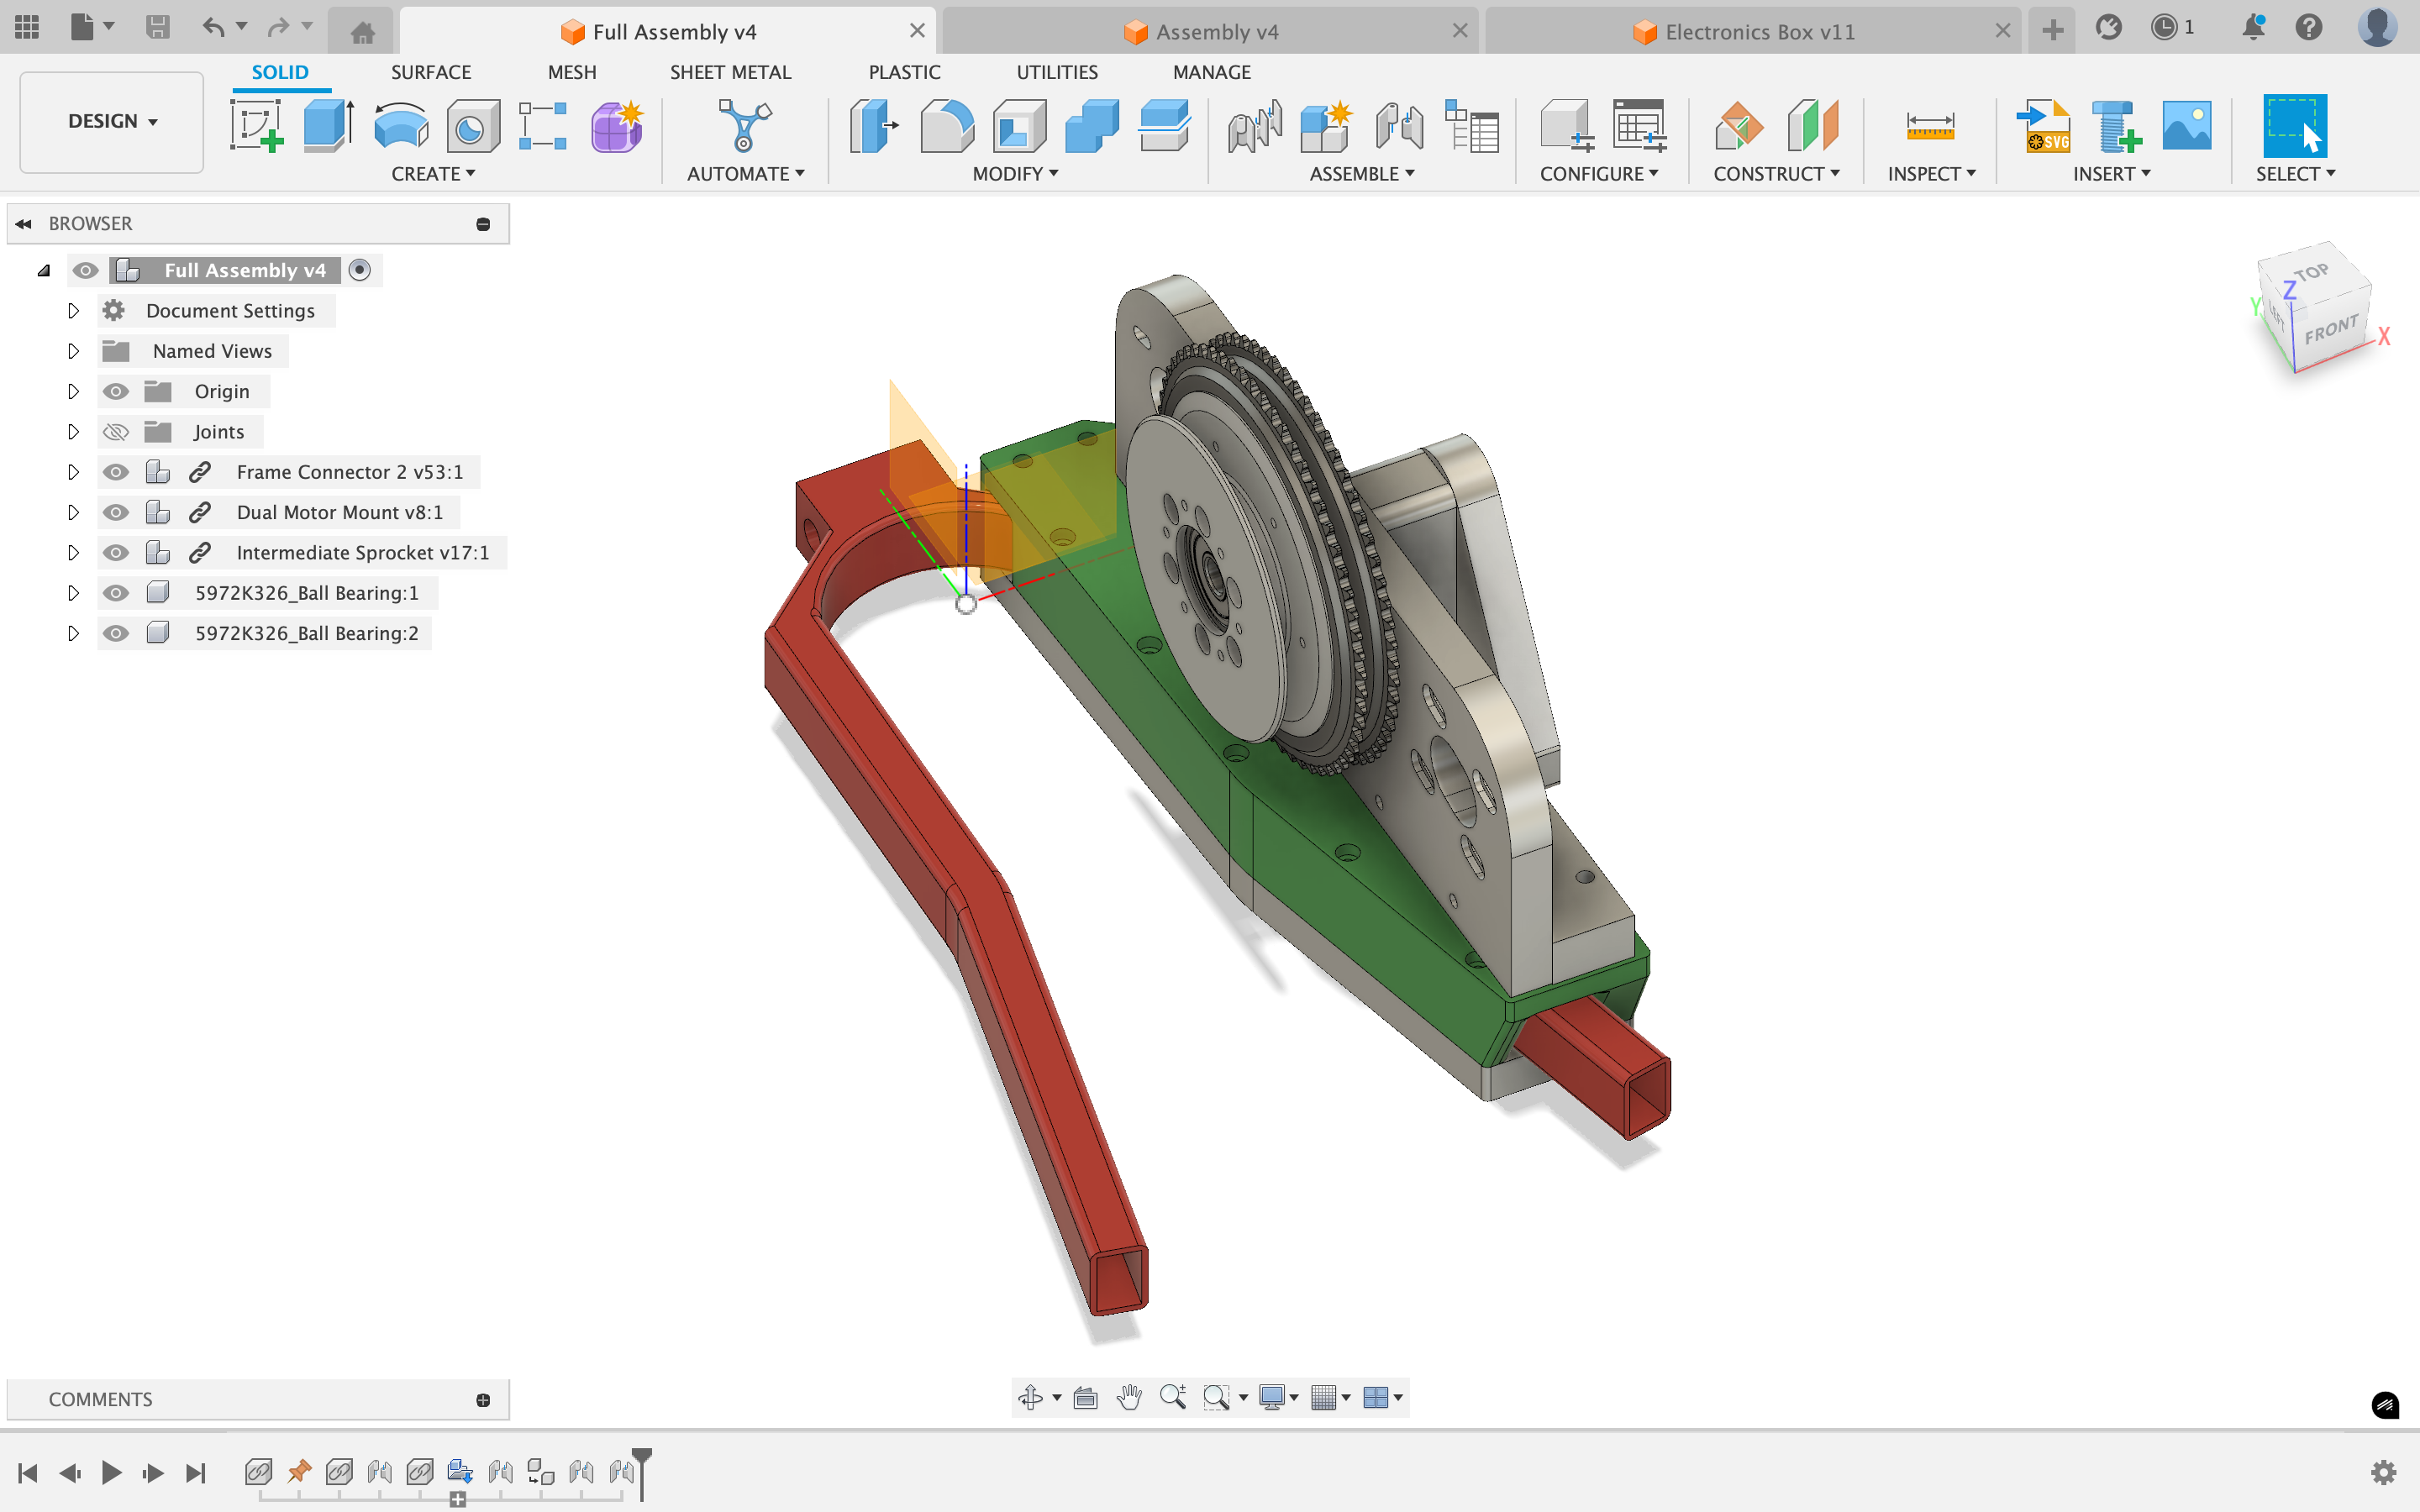 Full Assembly v4
Assembly v4
Electronics Box v11
1
DESIGN
SOLID
SURFACE
MESH
SHEET METAL
PLASTIC
UTILITIES
MANAGE
SVG
CREATE
AUTOMATE
MODIFY
ASSEMBLE
CONFIGURE
CONSTRUCT
INSPECT
INSERT
SELECT
BROWSER
Full Assembly v4
Document Settings
Named Views
Origin
Joints
Frame Connector 2 v53:1
Dual Motor Mount v8:1
Intermediate Sprocket v17:1
5972K326_Ball Bearing:1
5972K326_Ball Bearing:2
TOP
Z
Y
LEFT
FRONT
X
COMMENTS